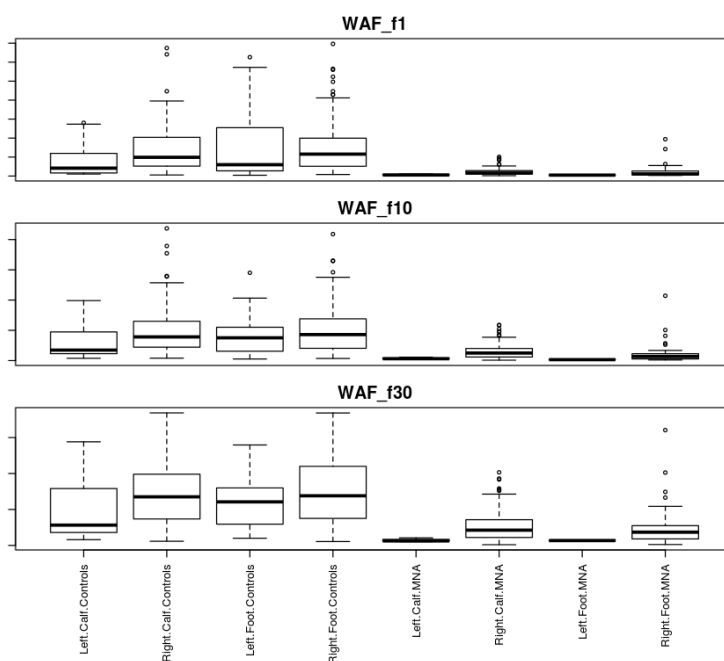 WAF_f1
WAF_f10
WAF_f30
Left.Calf.Controls
Right.Calf.Controls
Left.Foot.Controls
Right.Foot.Controls
Left.Calf.MNA
Right.Calf.MNA
Left.Foot.MNA
Right.Foot.MNA